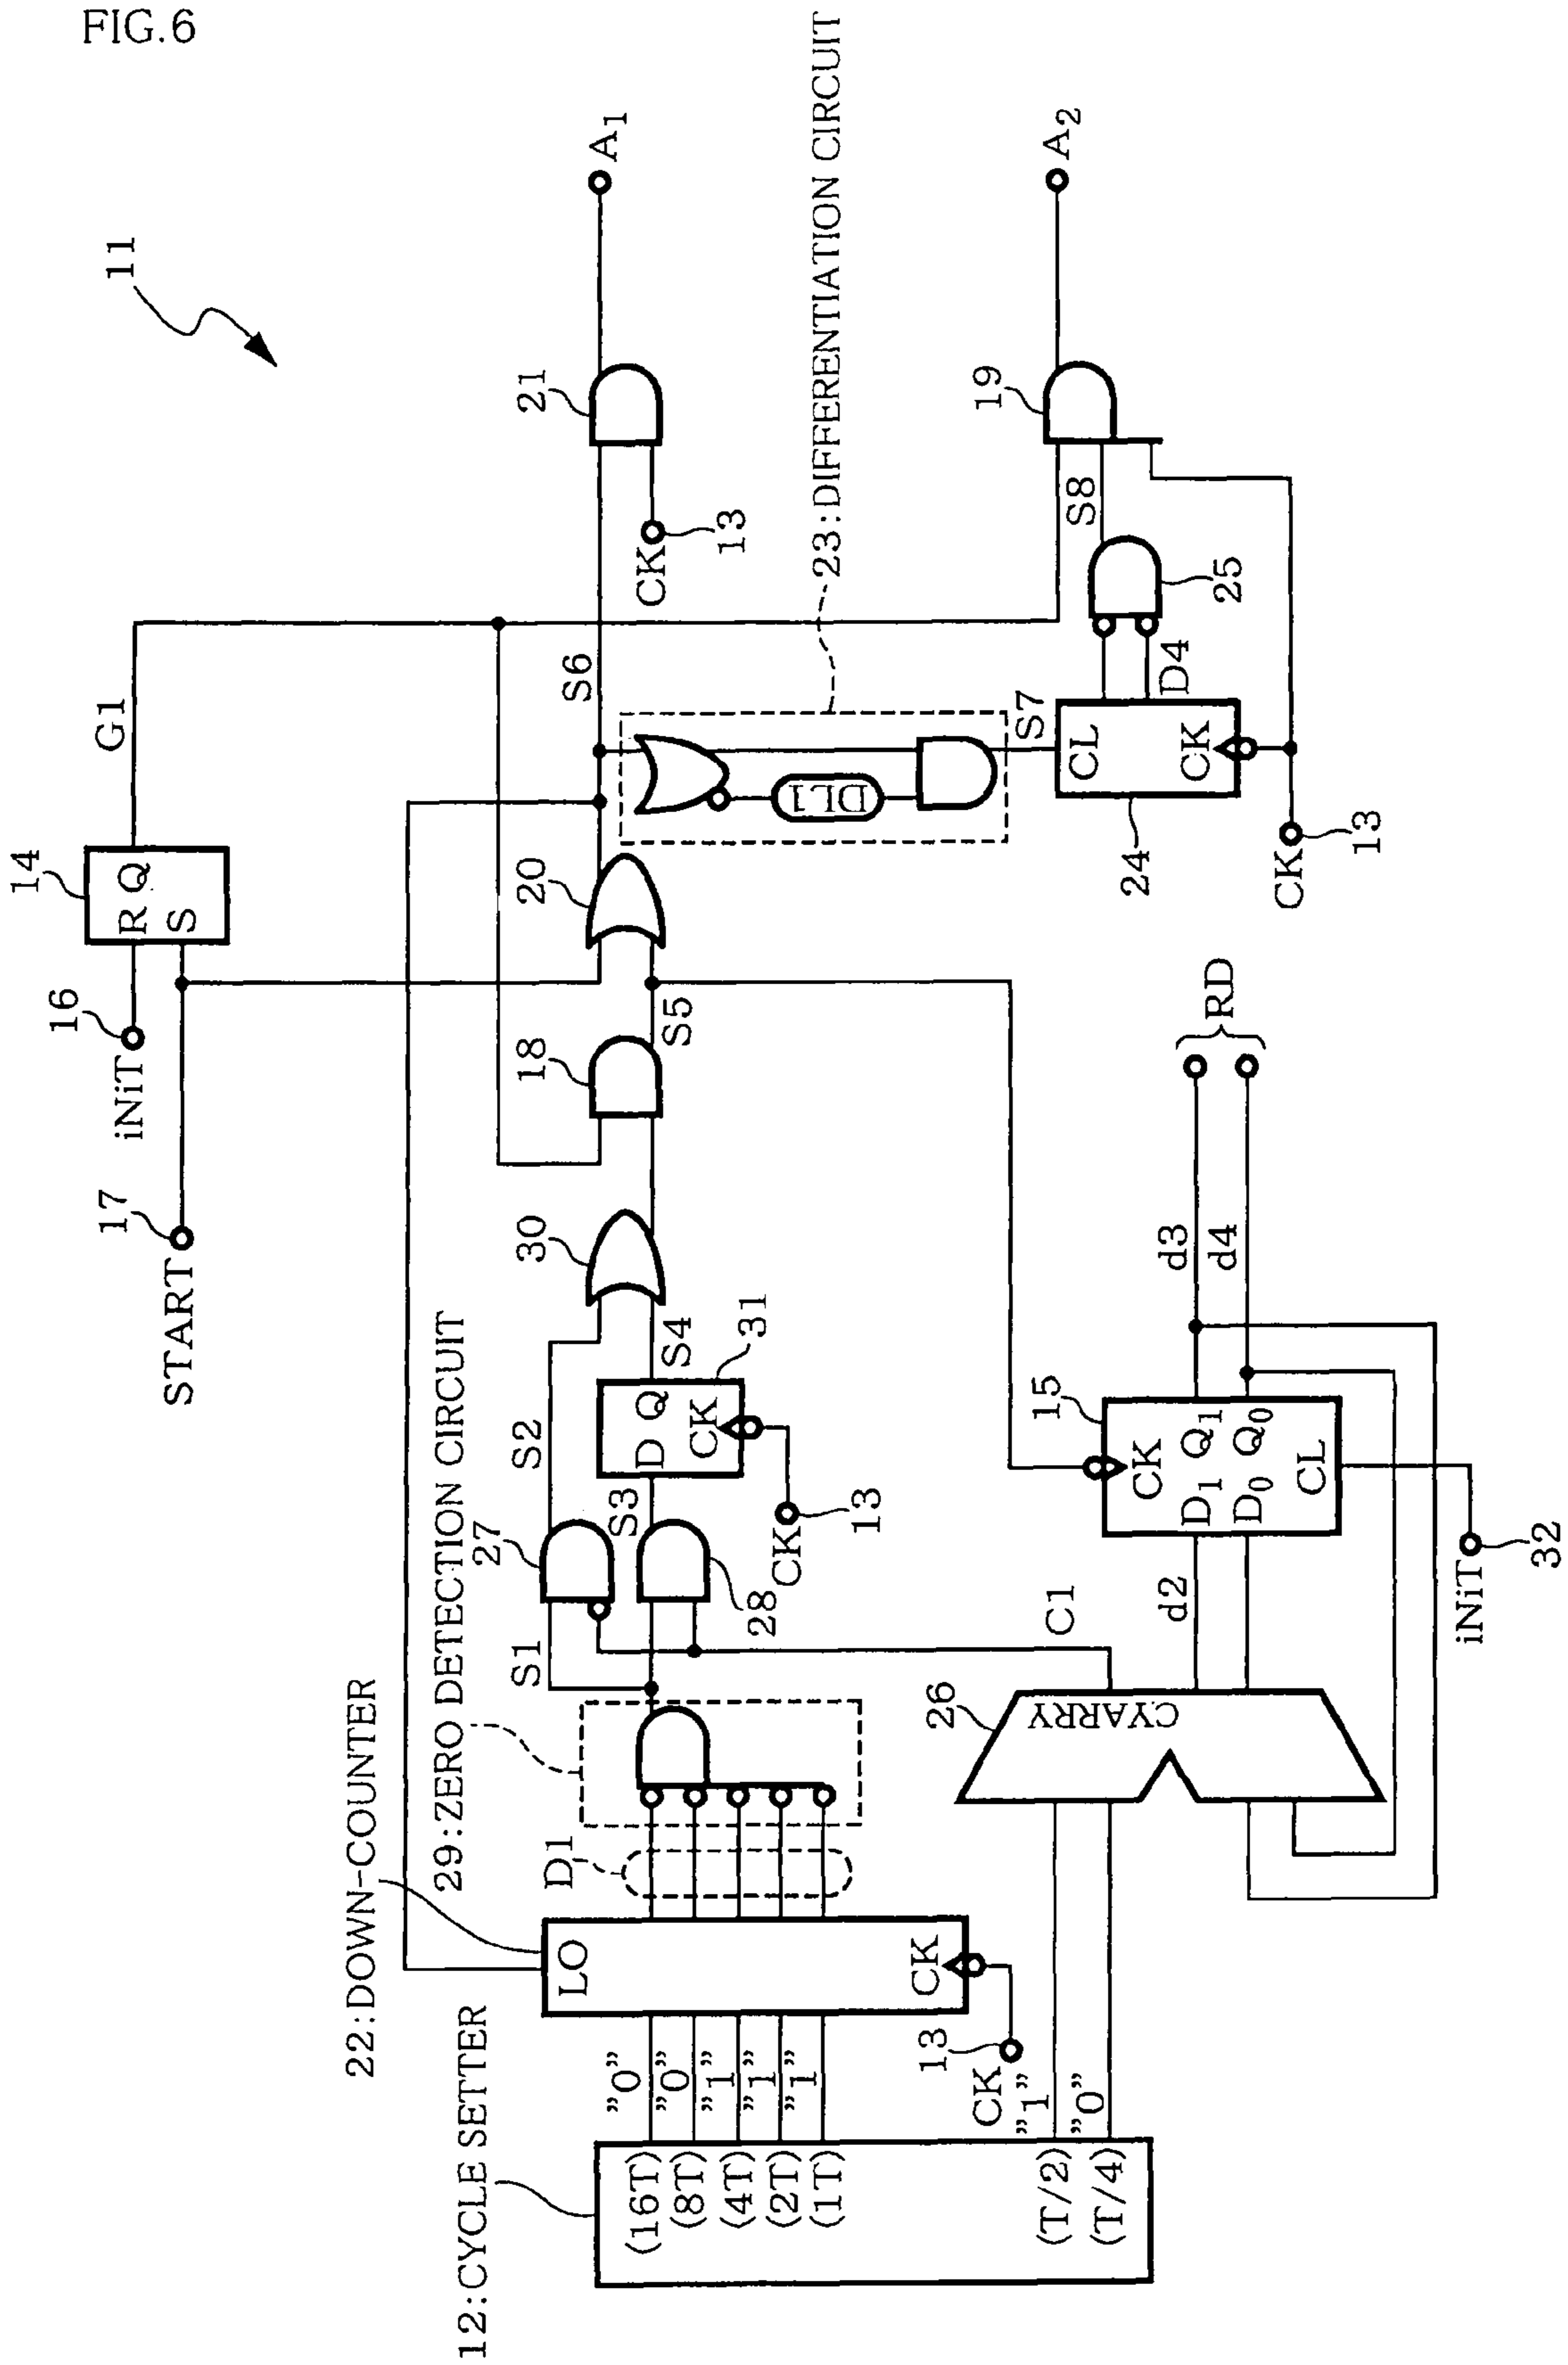 FIG.6
11
12:CYCLE SETTER
(16T)
(8T)
(4T)
(2T)
(1T)
(T/2)
(T/4)
"0"
"0"
"1"
"1"
"1"
"1"
"0"
22:DOWN-COUNTER
LO
CK
CK
13
D1
29:ZERO DETECTION CIRCUIT
S1
27
28
S2
S3
D
Q
CK
31
CK
13
S4
30
18
S5
START
17
iNiT
16
14
R
S
Q
G1
20
S6
21
CK
13
A1
23:DIFFERENTIATION CIRCUIT
DL1
S7
CL
CK
24
CK
13
D4
25
S8
19
A2
26
CYARRY
C1
d2
15
CK
D1
Q1
D0
Q0
CL
iNiT
32
d3
d4
RD